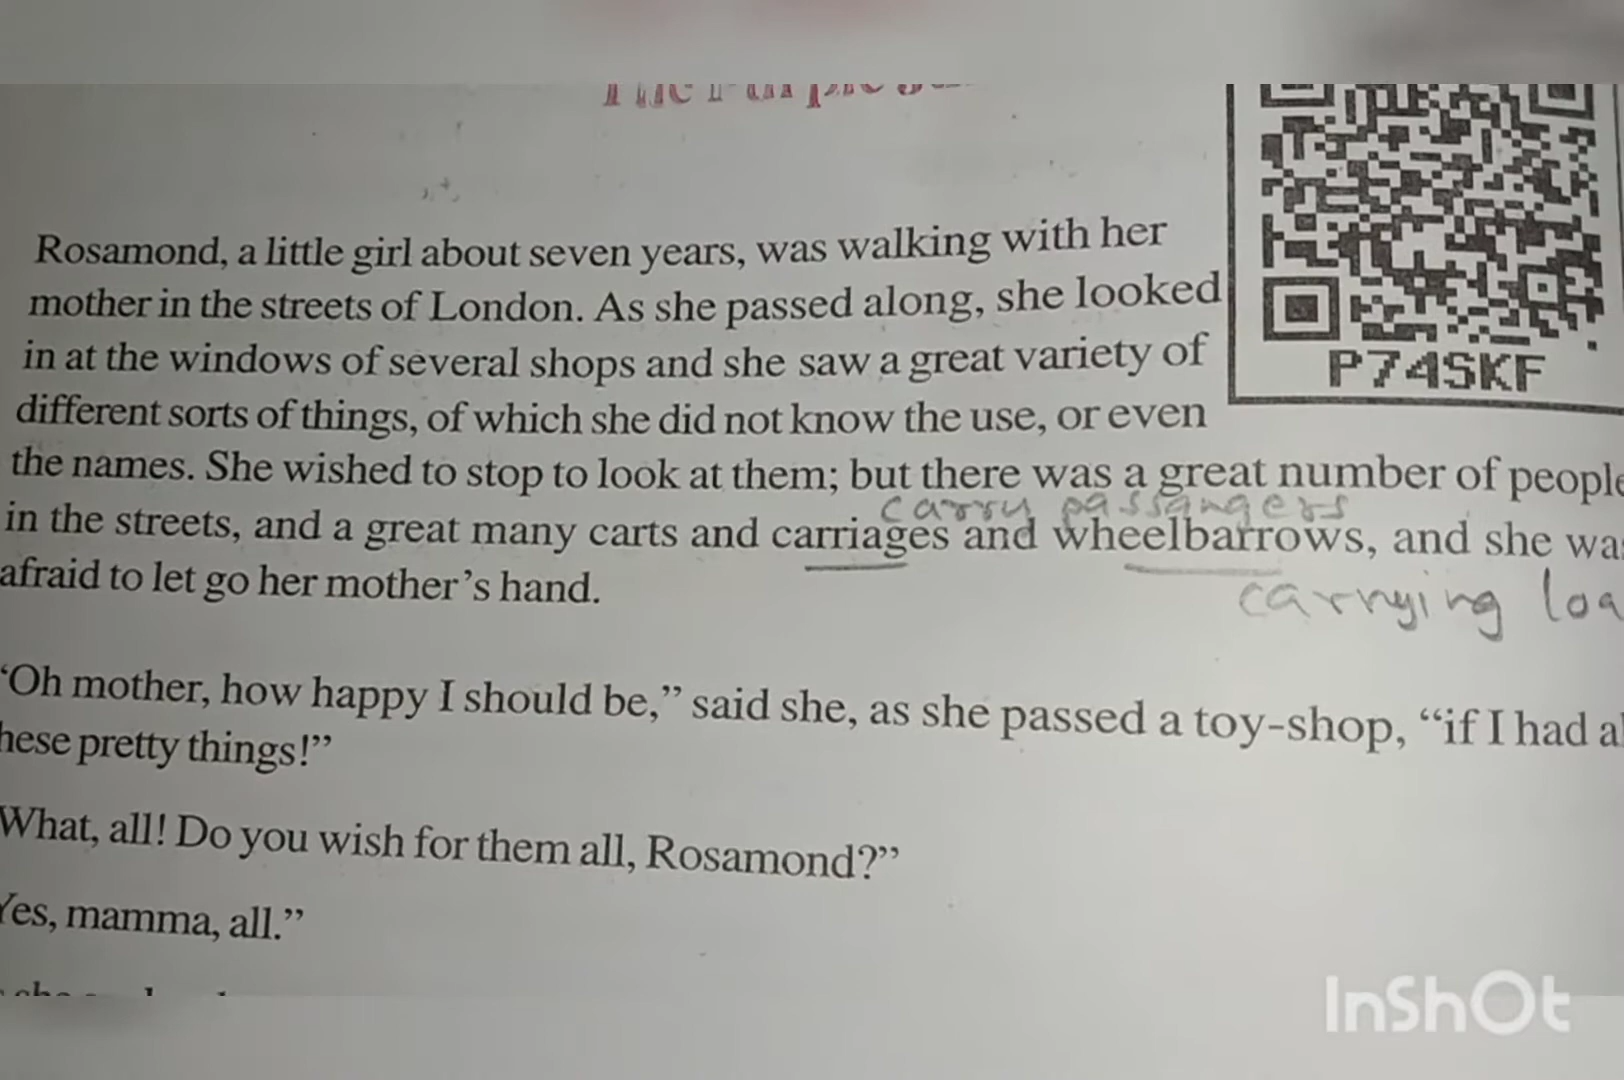 Rosamond, a little girl about seven years, was walking with her
mother in the streets of London. As she passed along, she looked
in at the windows of several shops and she saw a great variety of
different sorts of things, of which she did not know the use, or even
the names. She wished to stop to look at them; but there was a great number of people
carry passangers
in the streets, and a great many carts and carriages and wheelbarrows, and she was
carrying
afraid to let go her mother's hand.
P74SKF
“Oh mother, how happy I should be,” said she, as she passed a toy-shop, “if I had
these pretty things!”
What, all! Do you wish for them all, Rosamond?”
Yes, mamma, all.”
InShOt